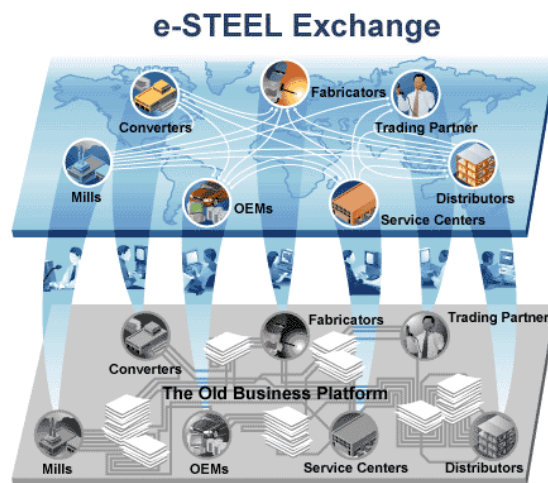 e-STEEL Exchange
Fabricators
Converters
Trading Partner
Mills
OEMs
Distributors
Service Centers
Fabricators
Trading Partner
Converters
The Old Business Platform
Mills
OEMs
Service Centers
Distributors